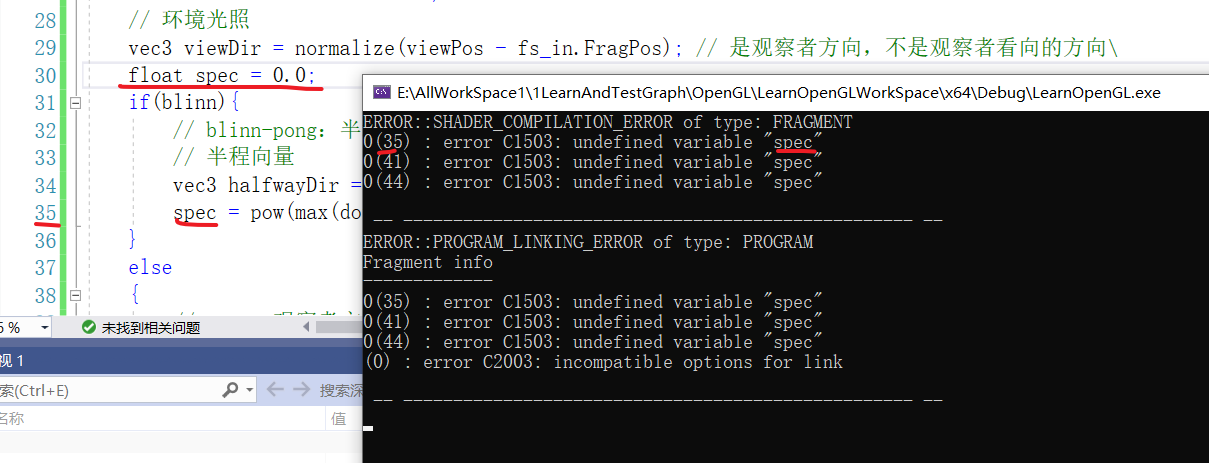 28 // 环境光照
29 vec3 viewDir = normalize(viewPos - fs_in.FragPos); // 是观察者方向，不是观察者看向的方向\
30 float spec = 0.0;
31 if(blinn){
32 // blinn-pong：半
33 // 半程向量
34 vec3 halfwayDir =
35 spec = pow(max(do
36 }
37 else
38 {
% 未找到相关问题
视 1
索(Ctrl+E) 搜索深
名称 值
E:\AllWorkSpace1\1LearnAndTestGraph\OpenGL\LearnOpenGLWorkSpace\x64\Debug\LearnOpenGL.exe
ERROR::SHADER_COMPILATION_ERROR of type: FRAGMENT
0(35) : error C1503: undefined variable "spec"
0(41) : error C1503: undefined variable "spec"
0(44) : error C1503: undefined variable "spec"
-- --------------------------------------------------- --
ERROR::PROGRAM_LINKING_ERROR of type: PROGRAM
Fragment info
-------------
0(35) : error C1503: undefined variable "spec"
0(41) : error C1503: undefined variable "spec"
0(44) : error C1503: undefined variable "spec"
(0) : error C2003: incompatible options for link
-- --------------------------------------------------- --